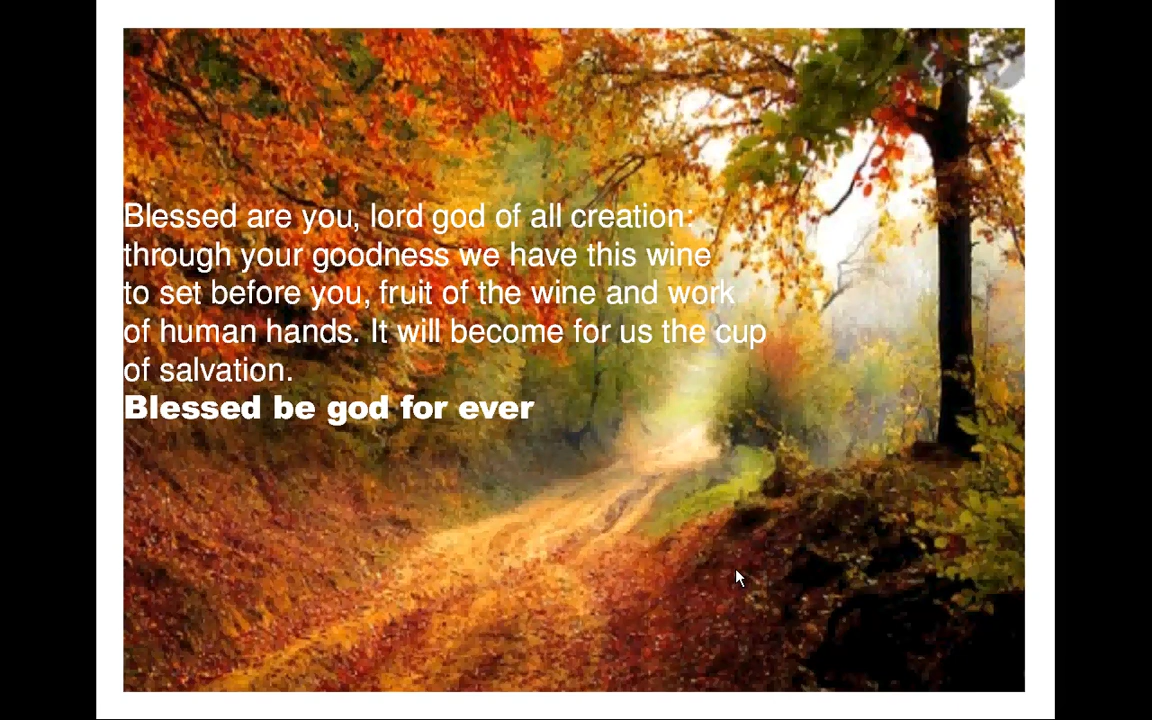 Blessed are you, lord god of all creation:
through your goodness we have this wine
to set before you, fruit of the wine and work
of human hands. It will become for us the cup
of salvation.
Blessed be god for ever